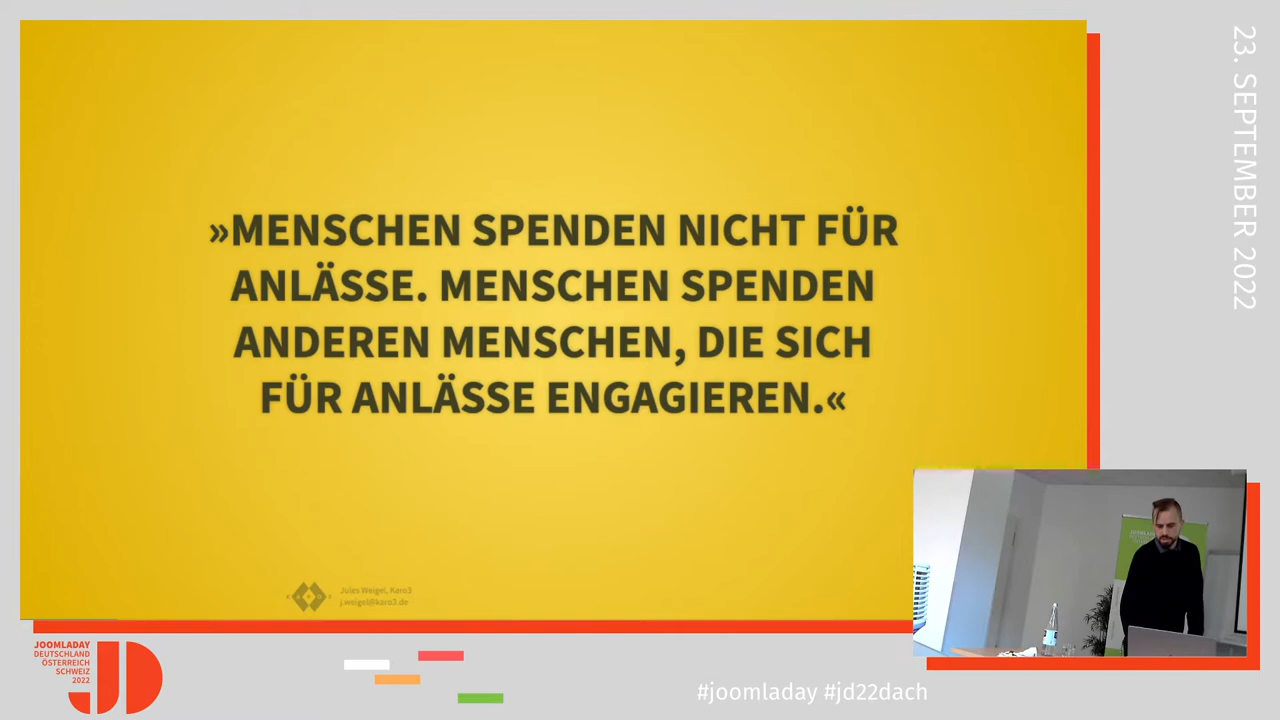 »MENSCHEN SPENDEN NICHT FÜR
ANLÄSSE. MENSCHEN SPENDEN
ANDEREN MENSCHEN, DIE SICH
FÜR ANLÄSSE ENGAGIEREN.«
Jules Weigel, Karo3
j.weigel@karo3.de
23. SEPTEMBER 2022
JOOMLADAY
DEUTSCHLAND
ÖSTERREICH
SCHWEIZ
2022
JD
#joomladay #jd22dach